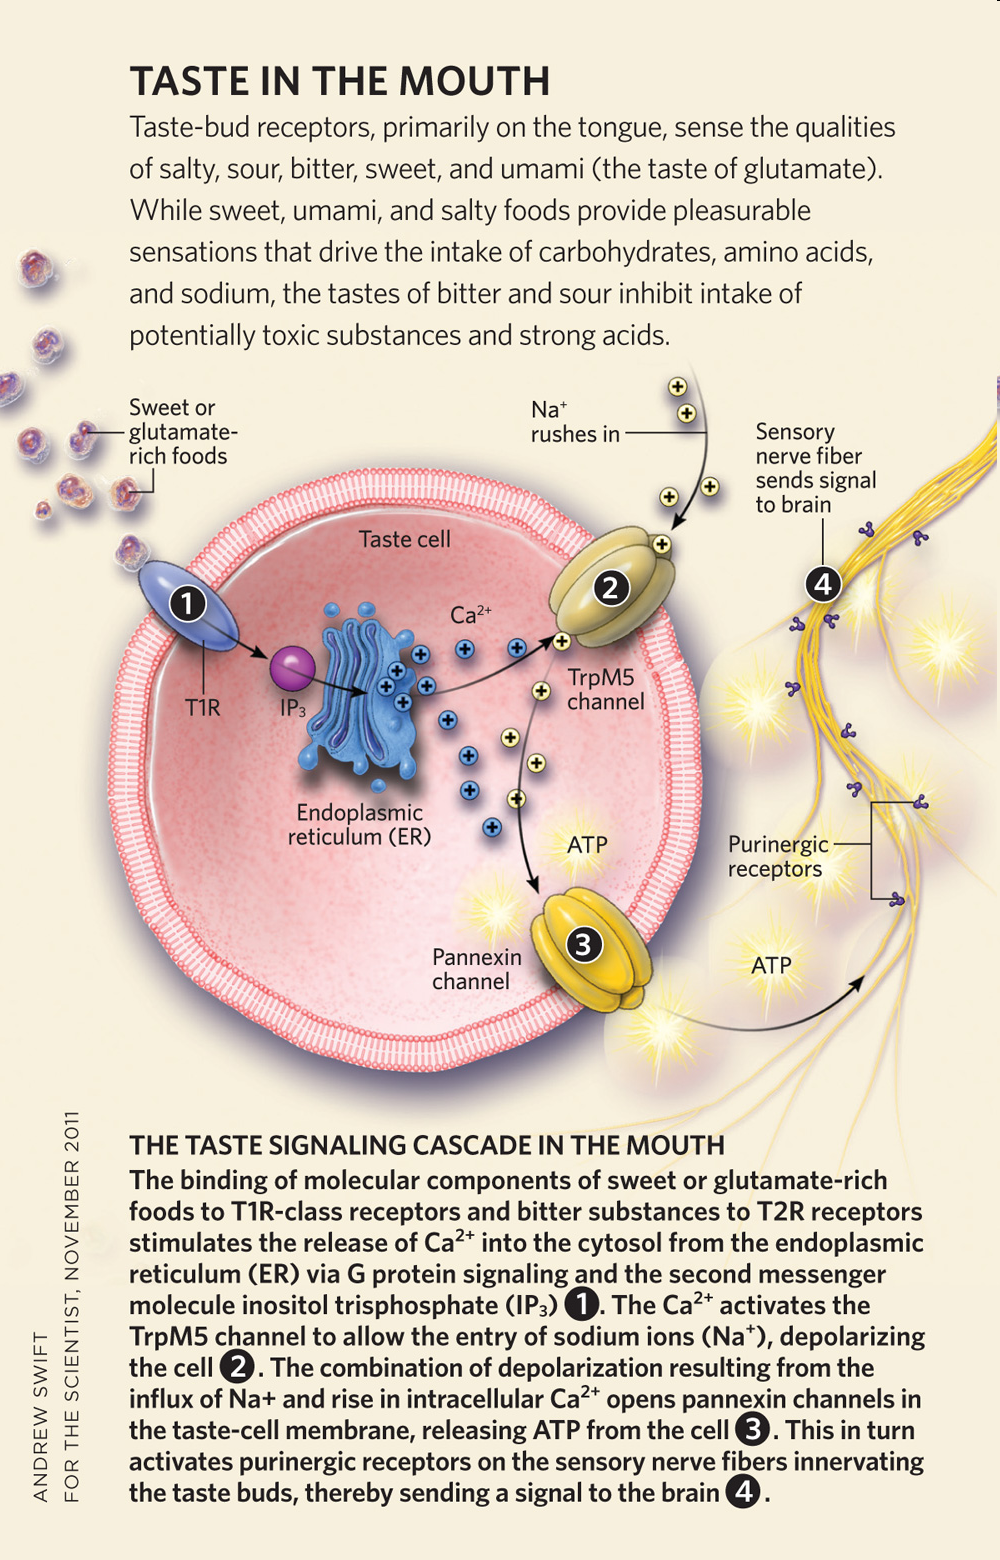 TASTE IN THE MOUTH
Taste-bud receptors, primarily on the tongue, sense the qualities
of salty, sour, bitter, sweet, and umami (the taste of glutamate).
While sweet, umami, and salty foods provide pleasurable
sensations that drive the intake of carbohydrates, amino acids,
and sodium, the tastes of bitter and sour inhibit intake of
potentially toxic substances and strong acids.
Sweet or
glutamate-
rich foods
Na⁺
rushes in
Sensory
nerve fiber
sends signal
to brain
Taste cell
1
2
4
Ca²⁺
T1R
IP₃
TrpM5
channel
Endoplasmic
reticulum (ER)
ATP
Purinergic
receptors
3
Pannexin
channel
ATP
THE TASTE SIGNALING CASCADE IN THE MOUTH
The binding of molecular components of sweet or glutamate-rich
foods to T1R-class receptors and bitter substances to T2R receptors
stimulates the release of Ca²⁺ into the cytosol from the endoplasmic
reticulum (ER) via G protein signaling and the second messenger
molecule inositol trisphosphate (IP₃) 1. The Ca²⁺ activates the
TrpM5 channel to allow the entry of sodium ions (Na⁺), depolarizing
the cell 2. The combination of depolarization resulting from the
influx of Na+ and rise in intracellular Ca²⁺ opens pannexin channels in
the taste-cell membrane, releasing ATP from the cell 3. This in turn
activates purinergic receptors on the sensory nerve fibers innervating
the taste buds, thereby sending a signal to the brain 4.
ANDREW SWIFT
FOR THE SCIENTIST, NOVEMBER 2011